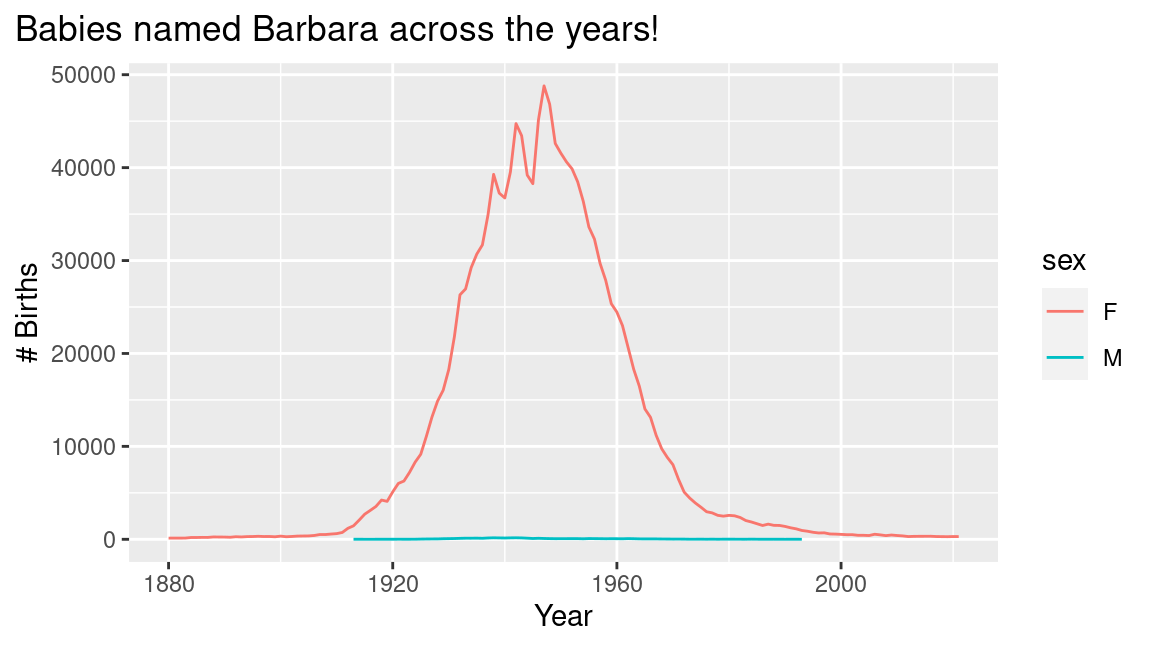 Babies named Barbara across the years!
# Births
50000
40000
30000
20000
10000
0
1880 1920 1960 2000
Year
sex
F
M